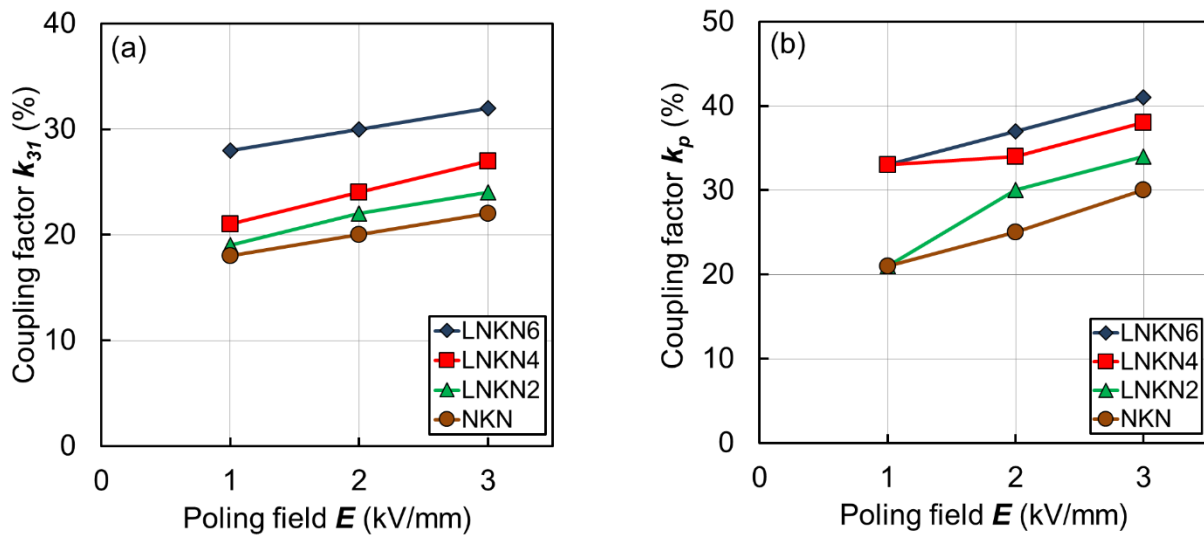 (a)
Coupling factor k31 (%)
40
30
20
10
0
0 1 2 3
Poling field E (kV/mm)
LNKN6
LNKN4
LNKN2
NKN
(b)
Coupling factor kp (%)
50
40
30
20
10
0
0 1 2 3
Poling field E (kV/mm)
LNKN6
LNKN4
LNKN2
NKN